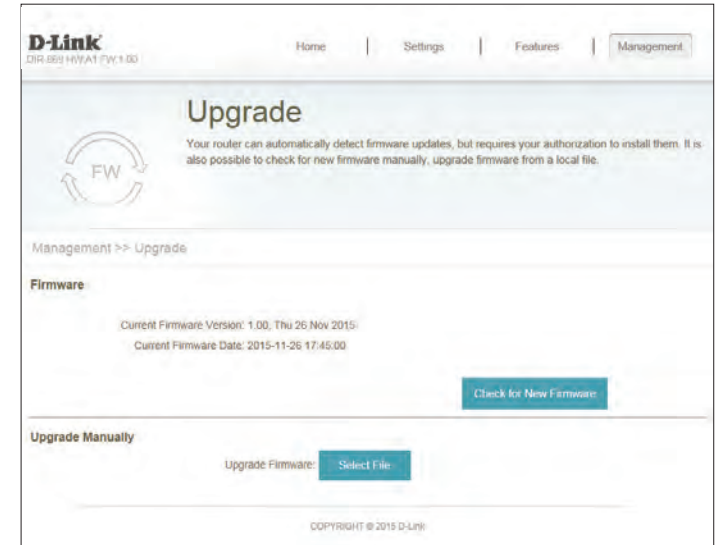 D-Link
DIR-869 HW:A1 FW:1.00
Home | Settings | Features | Management
Upgrade
Your router can automatically detect firmware updates, but requires your authorization to install them. It is
also possible to check for new firmware manually, upgrade firmware from a local file.
FW
Management >> Upgrade
Firmware
Current Firmware Version: 1.00, Thu 26 Nov 2015
Current Firmware Date: 2015-11-26 17:45:00
Check for New Firmware
Upgrade Manually
Upgrade Firmware: Select File
COPYRIGHT © 2015 D-Link